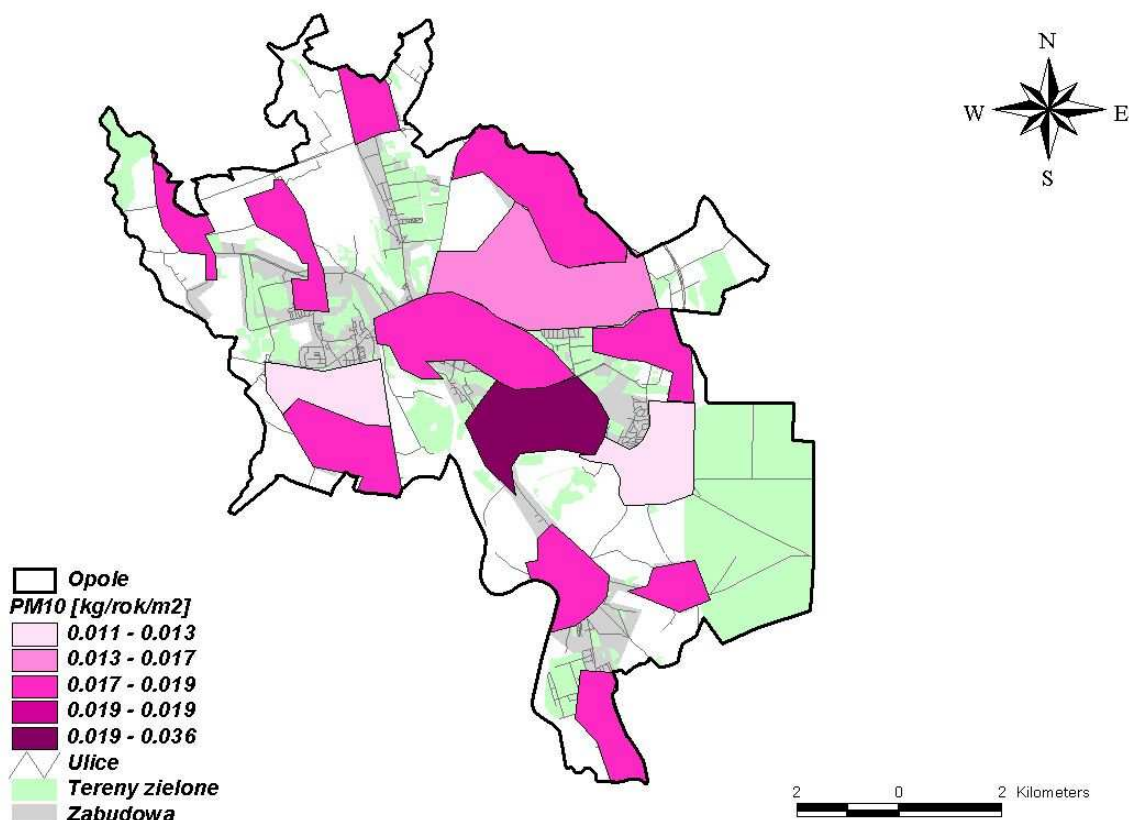 N
W E
S
Opole
PM10 [kg/rok/m2]
0.011 - 0.013
0.013 - 0.017
0.017 - 0.019
0.019 - 0.019
0.019 - 0.036
Ulice
Tereny zielone
Zabudowa
2 0 2 Kilometers